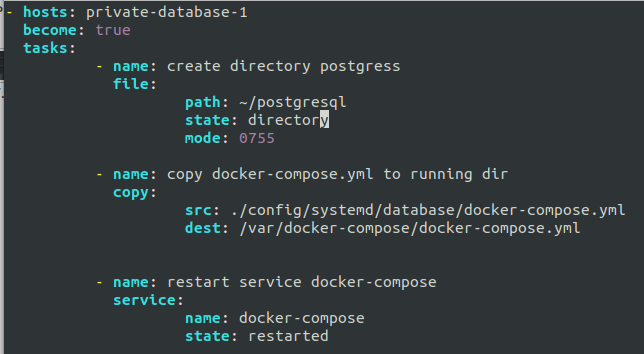 - hosts: private-database-1
  become: true
  tasks:
          - name: create directory postgress
            file:
                    path: ~/postgresql
                    state: directory
                    mode: 0755

          - name: copy docker-compose.yml to running dir
            copy:
                    src: ./config/systemd/database/docker-compose.yml
                    dest: /var/docker-compose/docker-compose.yml


          - name: restart service docker-compose
            service:
                    name: docker-compose
                    state: restarted